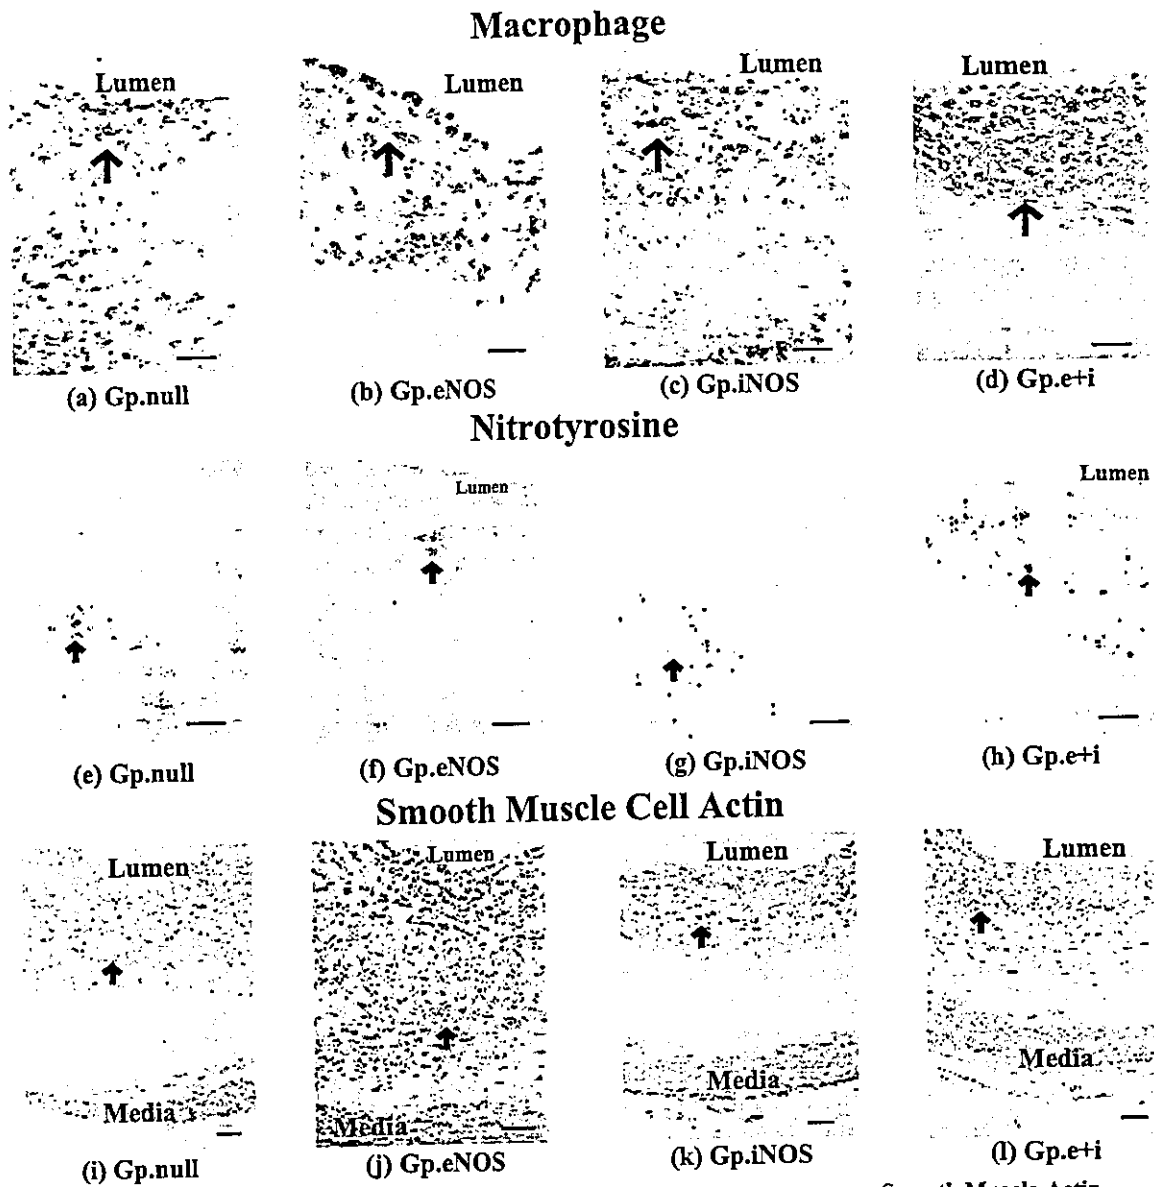 Macrophage
Lumen Lumen Lumen Lumen
(a) Gp.null (b) Gp.eNOS (c) Gp.iNOS (d) Gp.e+i
Nitrotyrosine
Lumen Lumen
(e) Gp.null (f) Gp.eNOS (g) Gp.iNOS (h) Gp.e+i
Smooth Muscle Cell Actin
Lumen Lumen Lumen Lumen
Media Media Media Media
(i) Gp.null (j) Gp.eNOS (k) Gp.iNOS (l) Gp.e+i